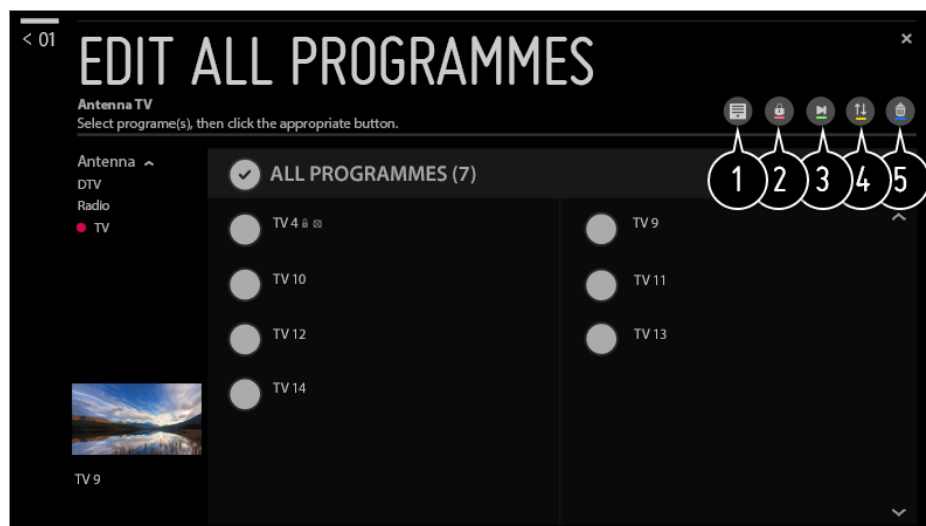 < 01
EDIT ALL PROGRAMMES
Antenna TV
Select programe(s), then click the appropriate button.
1 2 3 4 5
Antenna
DTV
Radio
TV
ALL PROGRAMMES (7)
TV 4
TV 9
TV 10
TV 11
TV 12
TV 13
TV 14
TV 9